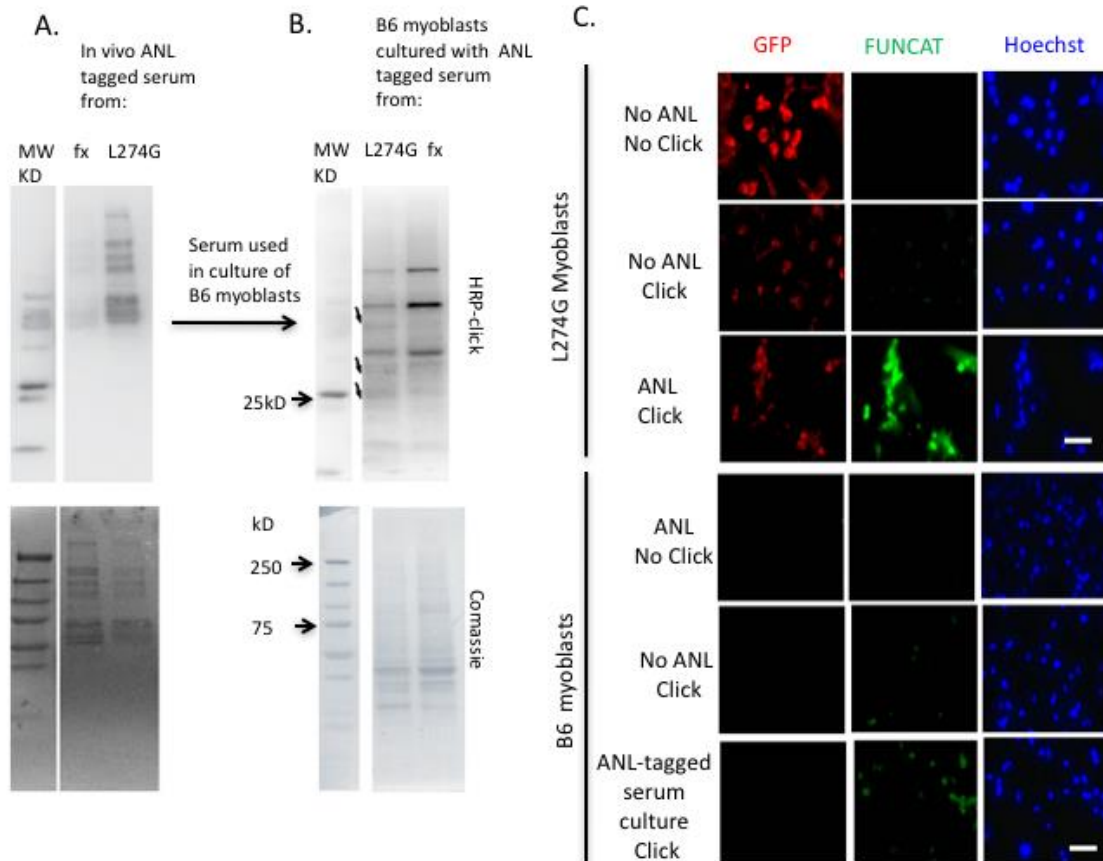 A.
In vivo ANL
tagged serum
from:
MW fx L274G
KD
Serum used
in culture of
B6 myoblasts
B.
B6 myoblasts
cultured with ANL
tagged serum
from:
MW L274G fx
KD
25kD
HRP-click
kD
250
75
Comassie
C.
GFP FUNCAT Hoechst
L274G Myoblasts
No ANL
No Click
No ANL
Click
ANL
Click
B6 myoblasts
ANL
No Click
No ANL
Click
ANL-tagged
serum
culture
Click